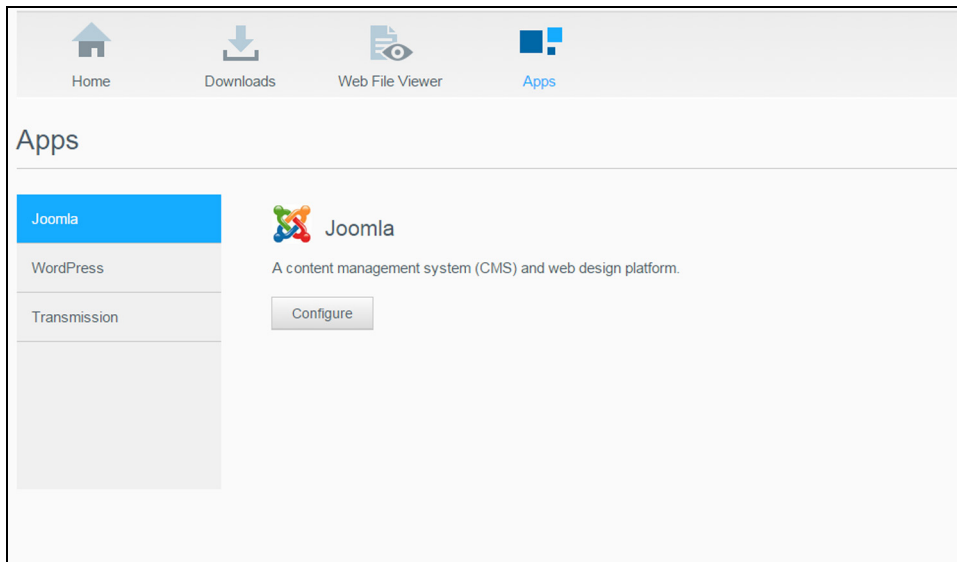 Home
Downloads
Web File Viewer
Apps
Apps
Joomla
WordPress
Transmission
Joomla
A content management system (CMS) and web design platform.
Configure